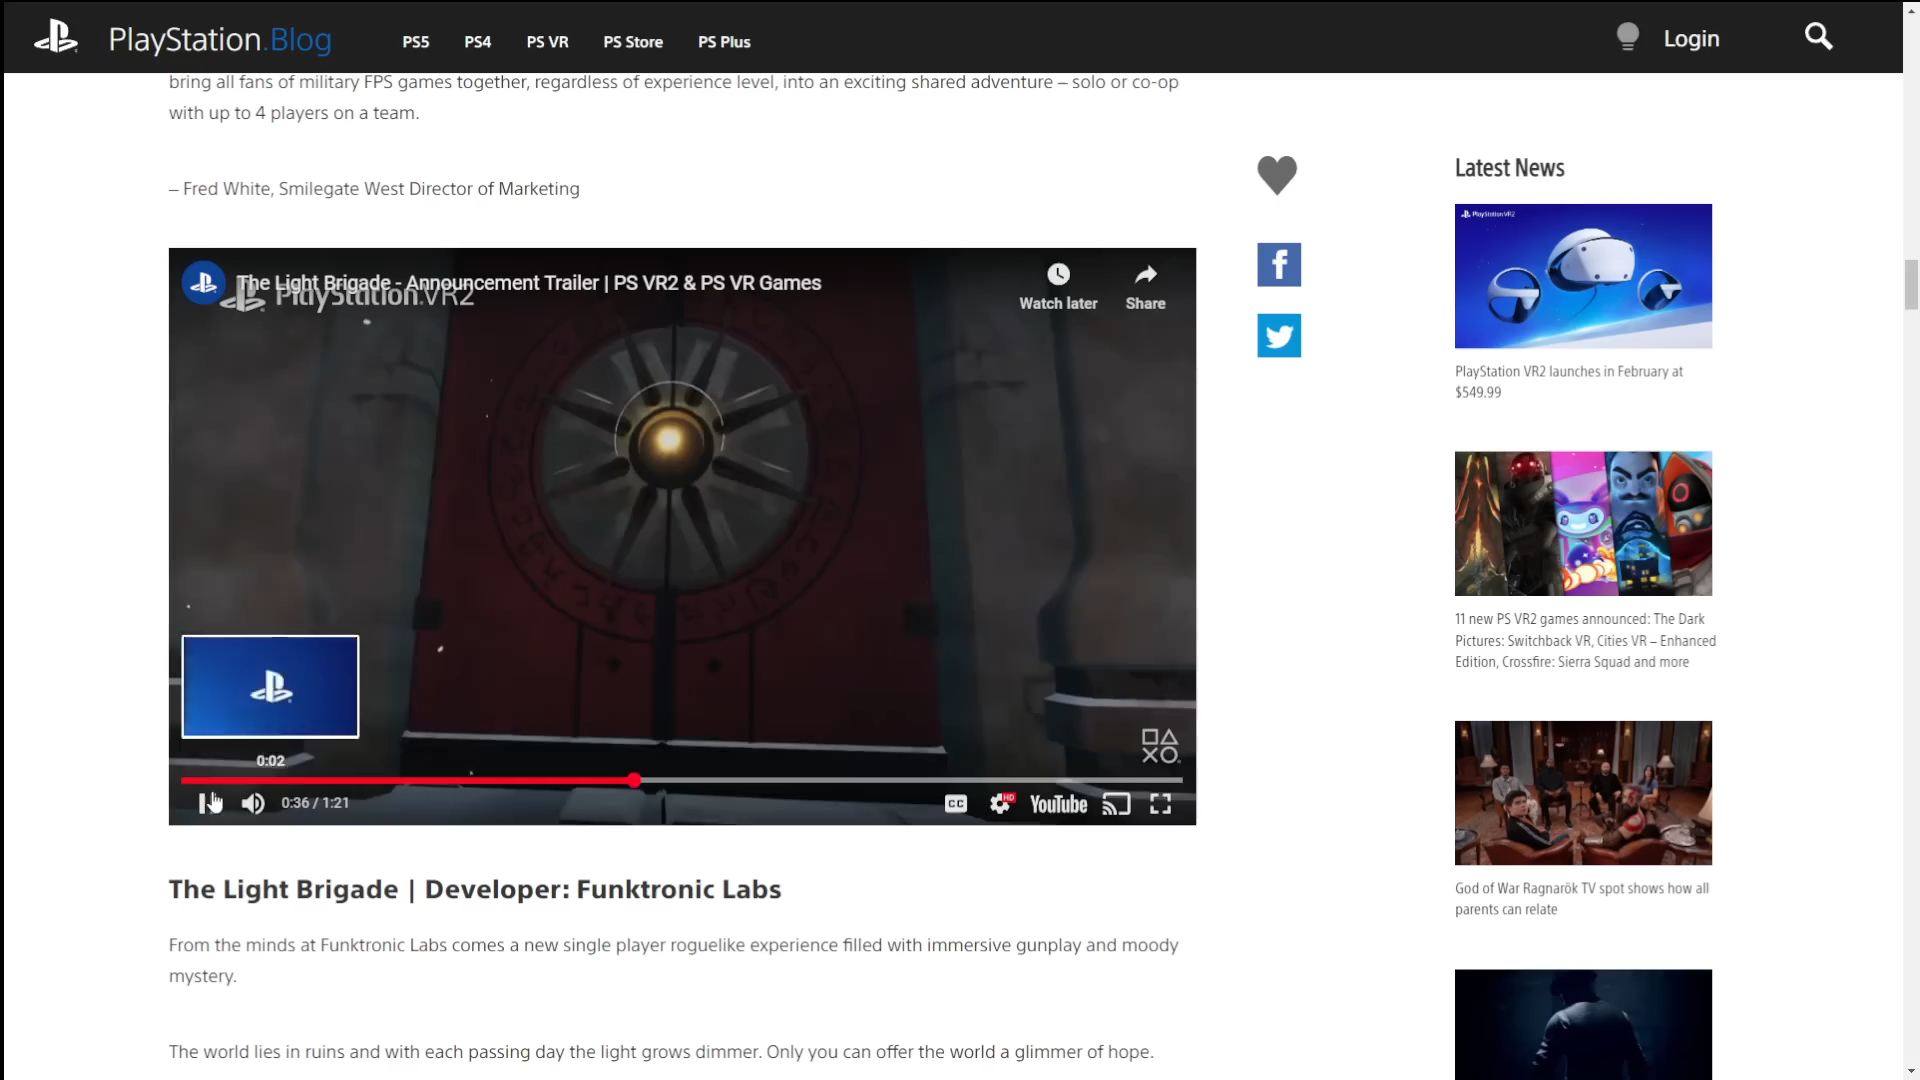 PlayStation.Blog
PS5
PS4
PS VR
PS Store
PS Plus
Login
bring all fans of military FPS games together, regardless of experience level, into an exciting shared adventure – solo or co-op
with up to 4 players on a team.
– Fred White, Smilegate West Director of Marketing
The Light Brigade - Announcement Trailer | PS VR2 & PS VR Games
PlayStation.VR2
Watch later
Share
0:02
0:36 / 1:21
CC
HD
YouTube
The Light Brigade | Developer: Funktronic Labs
From the minds at Funktronic Labs comes a new single player roguelike experience filled with immersive gunplay and moody
mystery.
The world lies in ruins and with each passing day the light grows dimmer. Only you can offer the world a glimmer of hope.
Latest News
PlayStation VR2
PlayStation VR2 launches in February at
$549.99
11 new PS VR2 games announced: The Dark
Pictures: Switchback VR, Cities VR – Enhanced
Edition, Crossfire: Sierra Squad and more
God of War Ragnarök TV spot shows how all
parents can relate